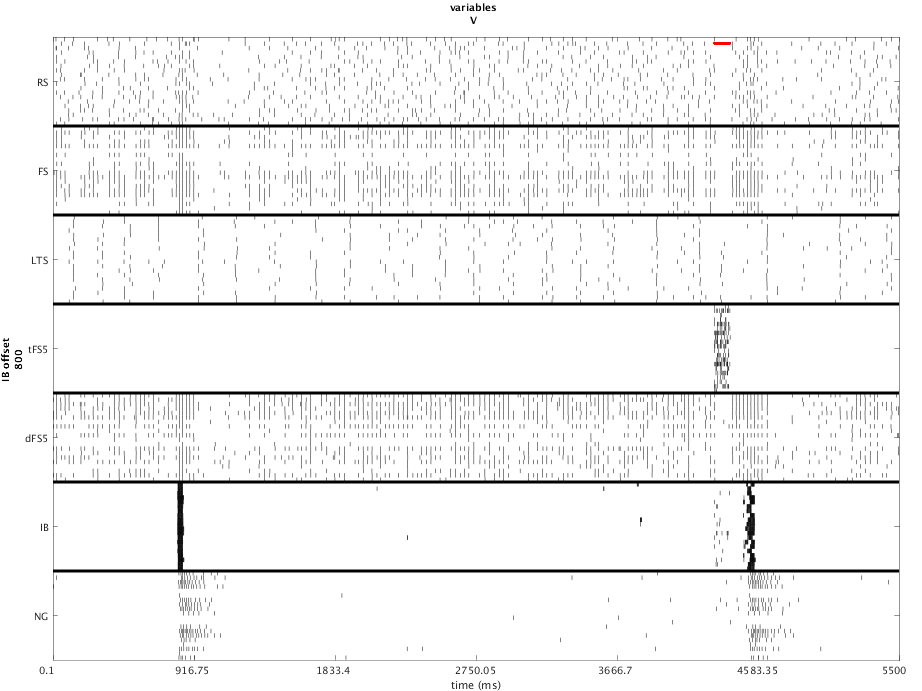 variables
V
RS
FS
LTS
tFS5
IB offset
800
dFS5
IB
NG
0.1 916.75 1833.4 2750.05 3666.7 4583.35 5500
time (ms)